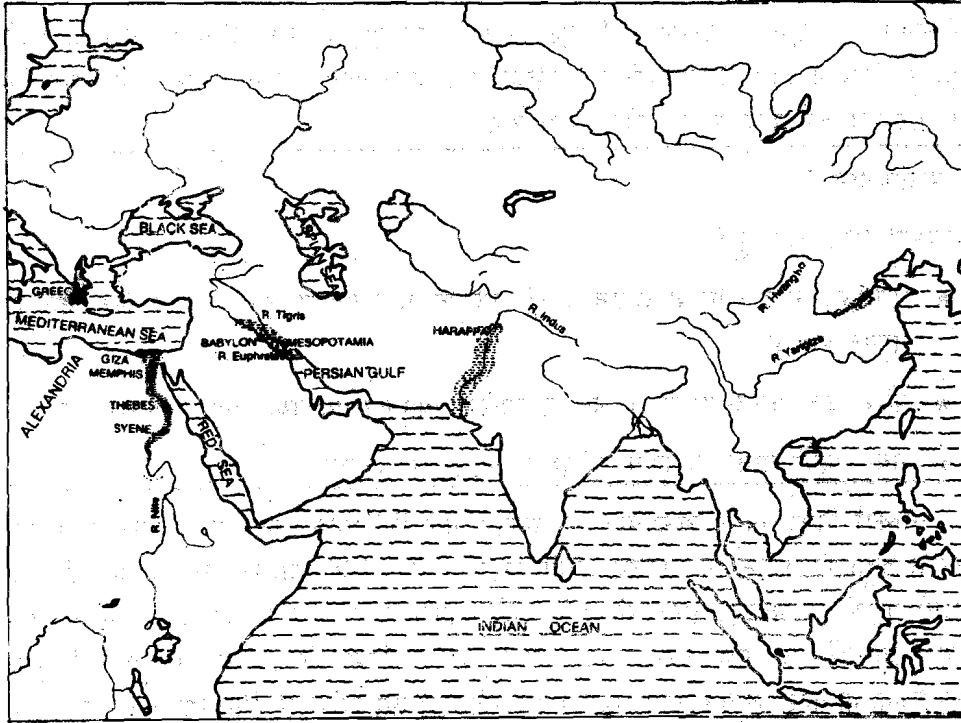 BLACK SEA
R. Hwangho
GREECE
R. Tigris
R. Indus
MEDITERRANEAN SEA
HARAPPA
BABYLON
MESOPOTAMIA
R. Yangtze
GIZA
R. Euphrates
MEMPHIS
PERSIAN GULF
ALEXANDRIA
THEBES
SYENE
RED SEA
R. Nile
INDIAN OCEAN